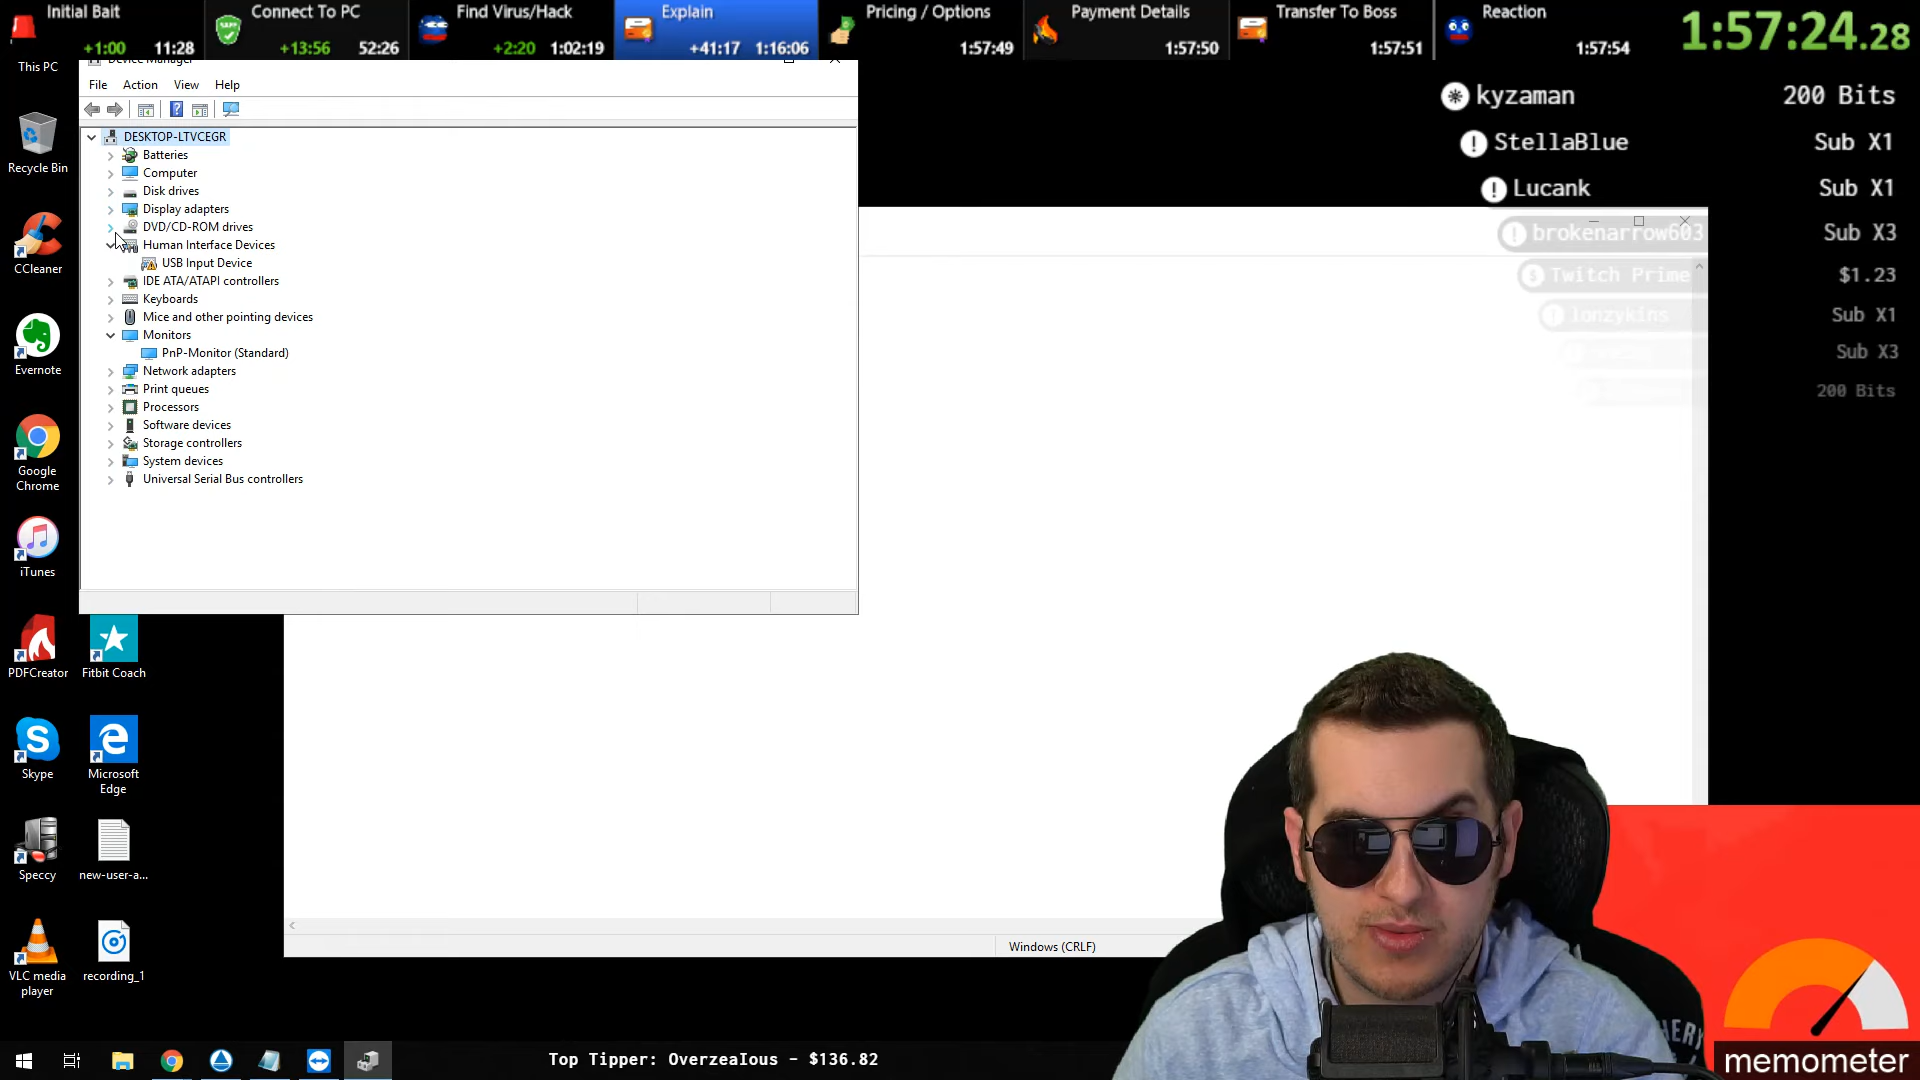 Initial Bait
+1:00 11:28
Connect To PC
+13:56 52:26
Find Virus/Hack
+2:20 1:02:19
Explain
+41:17 1:16:06
Pricing / Options
1:57:49
Payment Details
1:57:50
Transfer To Boss
1:57:51
Reaction
1:57:54
1:57:24.28
This PC
Recycle Bin
CCleaner
Evernote
Google Chrome
iTunes
PDFCreator
Fitbit Coach
Skype
Microsoft Edge
Speccy
new-user-a...
VLC media player
recording_1
Device Manager
File Action View Help
DESKTOP-LTVCEGR
Batteries
Computer
Disk drives
Display adapters
DVD/CD-ROM drives
Human Interface Devices
USB Input Device
IDE ATA/ATAPI controllers
Keyboards
Mice and other pointing devices
Monitors
PnP-Monitor (Standard)
Network adapters
Print queues
Processors
Software devices
Storage controllers
System devices
Universal Serial Bus controllers
kyzaman 200 Bits
StellaBlue Sub X1
Lucank Sub X1
brokenarrow603 Sub X3
Twitch Prime $1.23
lonzykins Sub X1
Sub X3
200 Bits
Windows (CRLF)
Top Tipper: Overzealous - $136.82
memometer